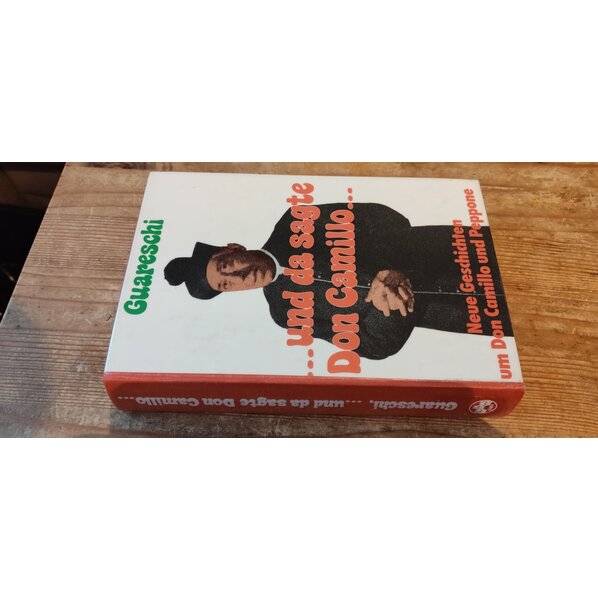 Guareschi
...und da sagte
Don Camillo...
Neue Geschichten
um Don Camillo und Peppone
Guareschi, ...und da sagte Don Camillo...